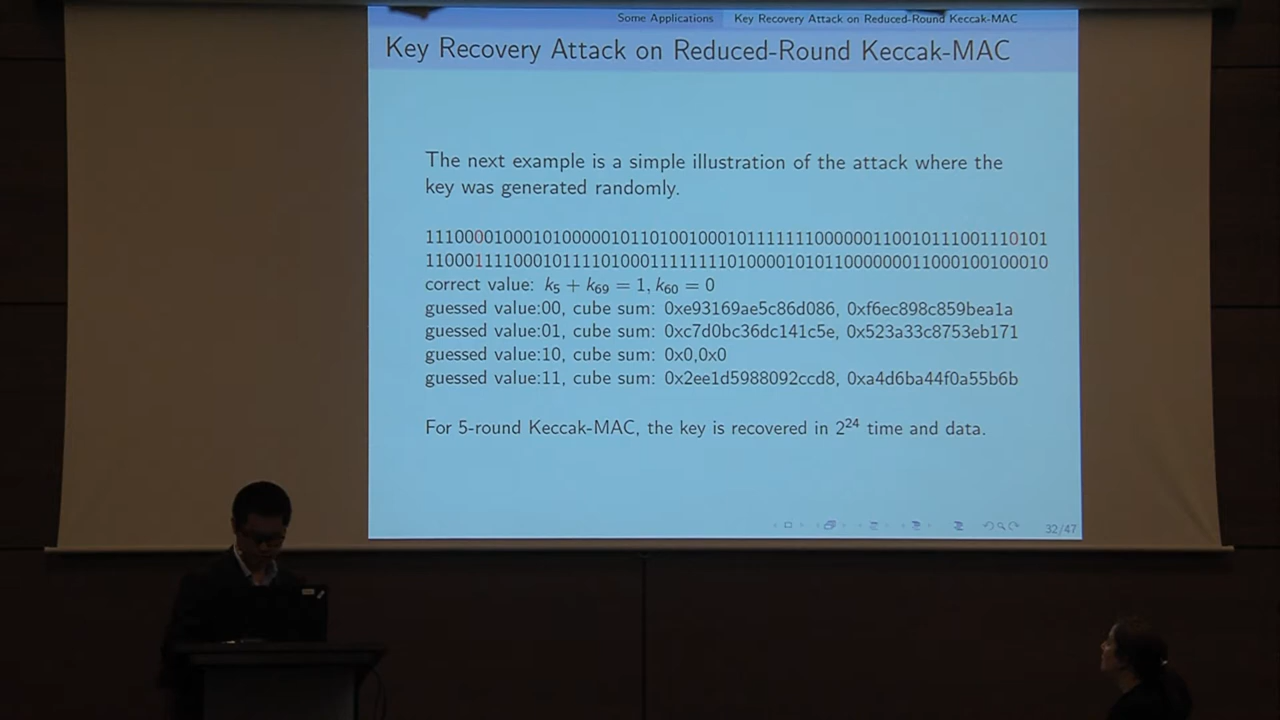 Some Applications Key Recovery Attack on Reduced-Round Keccak-MAC
Key Recovery Attack on Reduced-Round Keccak-MAC
The next example is a simple illustration of the attack where the
key was generated randomly.
1110000100010100000101101001000101111111000000110010111001110101
1100011110001011110100011111111010000101011000000011000100100010
correct value: k₅ + k₆₉ = 1, k₆₀ = 0
guessed value:00, cube sum: 0xe93169ae5c86d086, 0xf6ec898c859bea1a
guessed value:01, cube sum: 0xc7d0bc36dc141c5e, 0x523a33c8753eb171
guessed value:10, cube sum: 0x0,0x0
guessed value:11, cube sum: 0x2ee1d5988092ccd8, 0xa4d6ba44f0a55b6b
For 5-round Keccak-MAC, the key is recovered in 2²⁴ time and data.
32/47